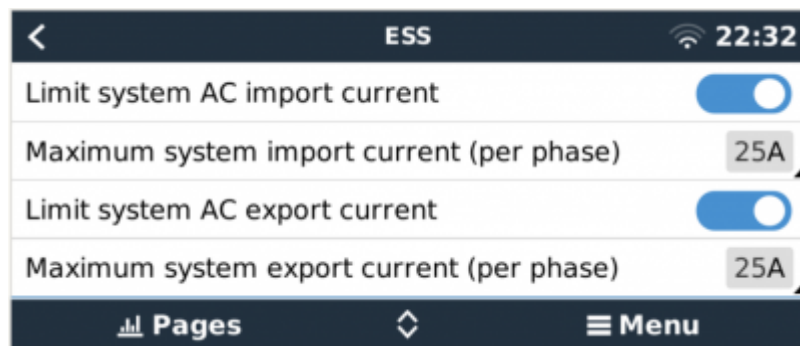 ESS 22:32
Limit system AC import current
Maximum system import current (per phase) 25A
Limit system AC export current
Maximum system export current (per phase) 25A
Pages Menu